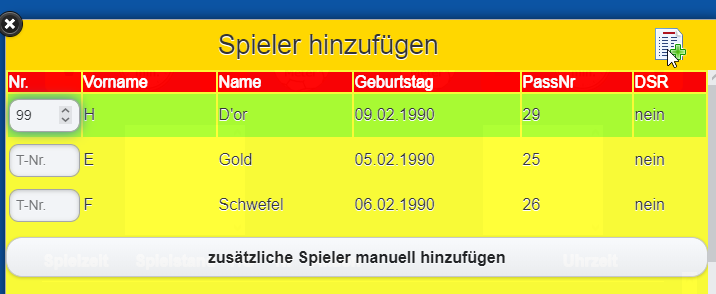 Spieler hinzufügen
Nr. Vorname Name Geburtstag PassNr DSR
99 H D'or 09.02.1990 29 nein
T-Nr. E Gold 05.02.1990 25 nein
T-Nr. F Schwefel 06.02.1990 26 nein
zusätzliche Spieler manuell hinzufügen
Spielzeit Uhrzeit